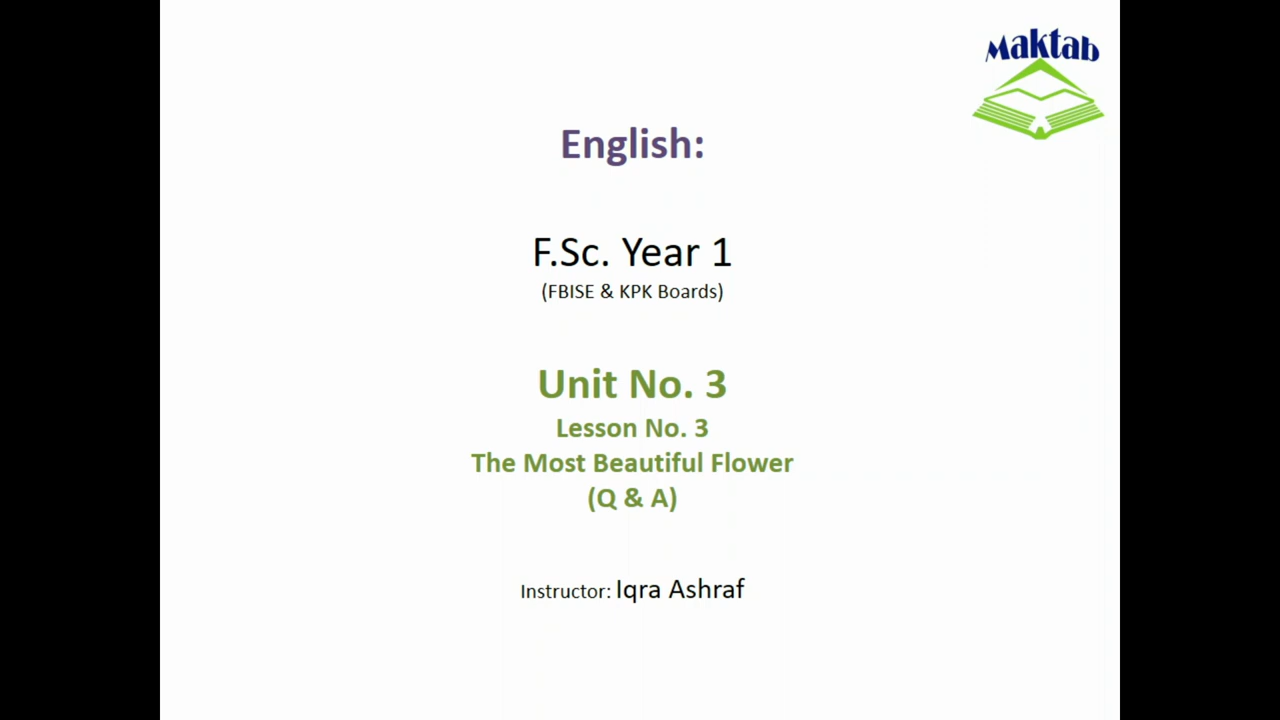 Maktab
English:
F.Sc. Year 1
(FBISE & KPK Boards)
Unit No. 3
Lesson No. 3
The Most Beautiful Flower
(Q & A)
Instructor: Iqra Ashraf